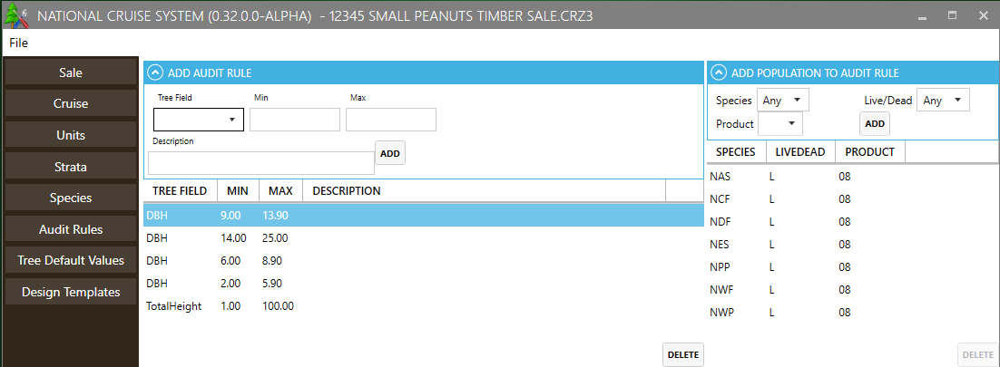 NATIONAL CRUISE SYSTEM (0.32.0.0-ALPHA) - 12345 SMALL PEANUTS TIMBER SALE.CRZ3
File
Sale
Cruise
Units
Strata
Species
Audit Rules
Tree Default Values
Design Templates
ADD AUDIT RULE
Tree Field Min Max
Description
ADD
TREE FIELD MIN MAX DESCRIPTION
DBH 9.00 13.90
DBH 14.00 25.00
DBH 6.00 8.90
DBH 2.00 5.90
TotalHeight 1.00 100.00
DELETE
ADD POPULATION TO AUDIT RULE
Species Any Live/Dead Any
Product ADD
SPECIES LIVEDEAD PRODUCT
NAS L 08
NCF L 08
NDF L 08
NES L 08
NPP L 08
NWF L 08
NWP L 08
DELETE